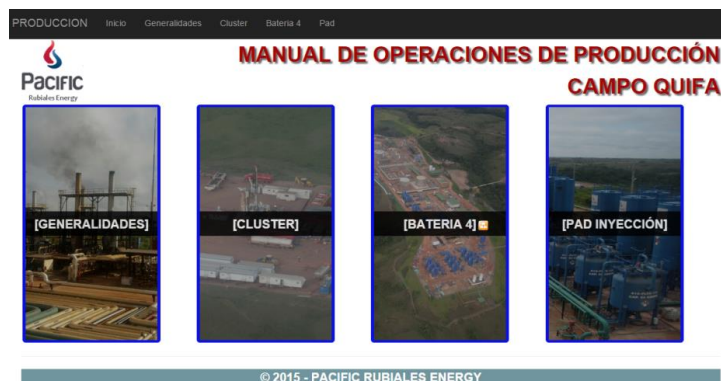 PRODUCCION Inicio Generalidades Cluster Bateria 4 Pad
PACIFIC
Rubiales Energy
MANUAL DE OPERACIONES DE PRODUCCIÓN
CAMPO QUIFA
[GENERALIDADES]
[CLUSTER]
[BATERIA 4]
[PAD INYECCIÓN]
© 2015 - PACIFIC RUBIALES ENERGY